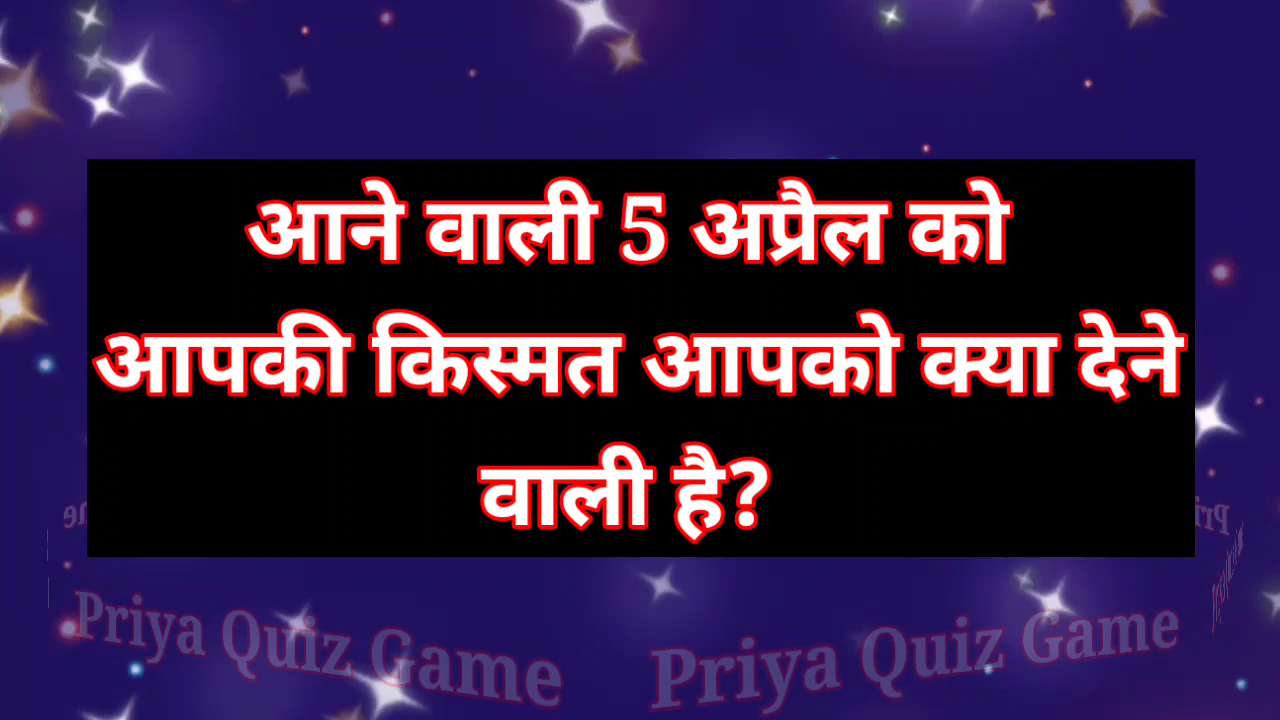 आने वाली 5 अप्रैल को
आपकी किस्मत आपको क्या देने
वाली है?
Priya Quiz Game Priya Quiz Game